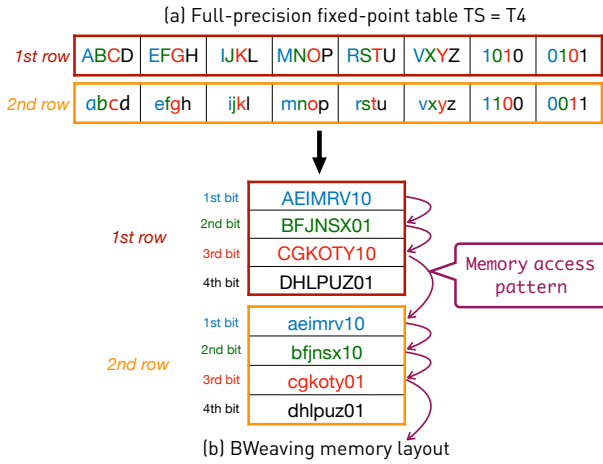 (a) Full-precision fixed-point table TS = T4
1st row ABCD EFGH IJKL MNOP RSTU VXYZ 1010 0101
2nd row abcd efgh ijkl mnop rstu vxyz 1100 0011
1st row
1st bit AEIMRV10
2nd bit BFJNSX01
3rd bit CGKOTY10
4th bit DHLPUZ01
Memory access
pattern
2nd row
1st bit aeimrv10
2nd bit bfjnsx10
3rd bit cgkoty01
4th bit dhlpuz01
(b) BWeaving memory layout